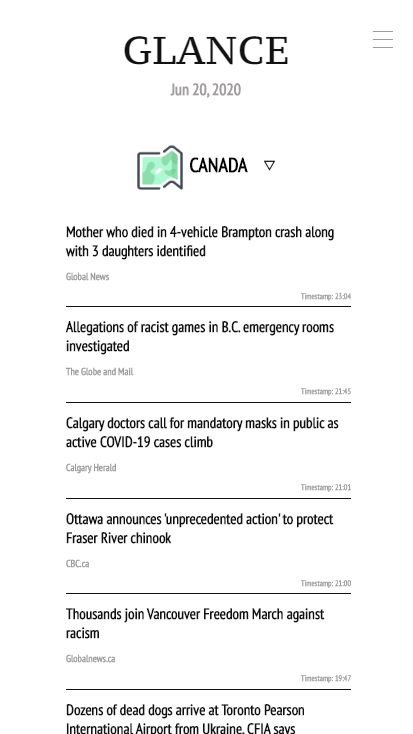 GLANCE
Jun 20, 2020
CANADA
Mother who died in 4-vehicle Brampton crash along
with 3 daughters identified
Global News
Timestamp: 23:04
Allegations of racist games in B.C. emergency rooms
investigated
The Globe and Mail
Timestamp: 21:45
Calgary doctors call for mandatory masks in public as
active COVID-19 cases climb
Calgary Herald
Timestamp: 21:01
Ottawa announces 'unprecedented action' to protect
Fraser River chinook
CBC.ca
Timestamp: 21:00
Thousands join Vancouver Freedom March against
racism
Globalnews.ca
Timestamp: 19:47
Dozens of dead dogs arrive at Toronto Pearson
International Airport from Ukraine, CFIA says